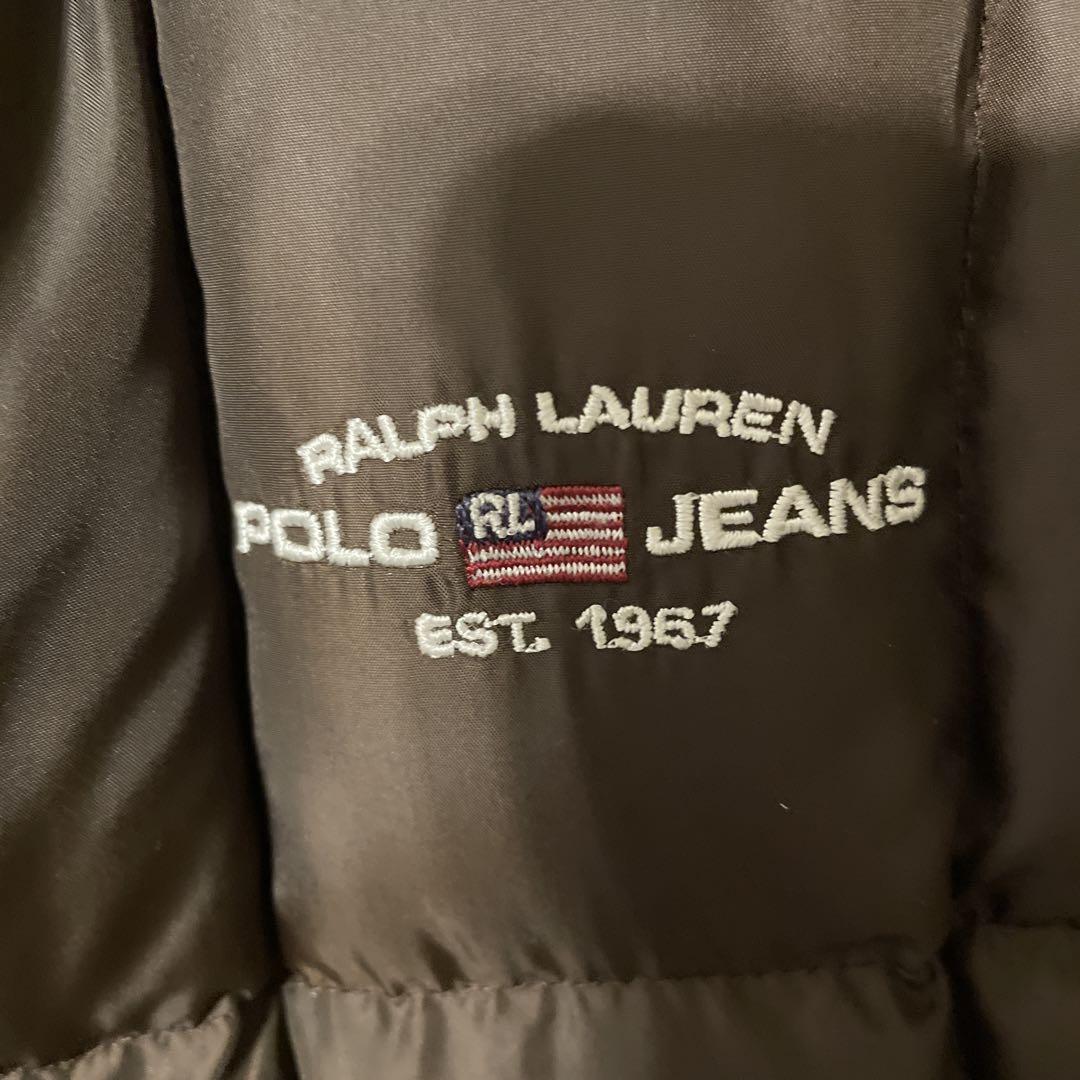 RALPH LAUREN
POLO RL JEANS
EST. 1967